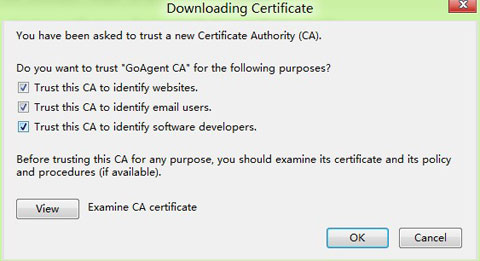 Downloading Certificate
You have been asked to trust a new Certificate Authority (CA).
Do you want to trust "GoAgent CA" for the following purposes?
Trust this CA to identify websites.
Trust this CA to identify email users.
Trust this CA to identify software developers.
Before trusting this CA for any purpose, you should examine its certificate and its policy
and procedures (if available).
View Examine CA certificate
OK Cancel